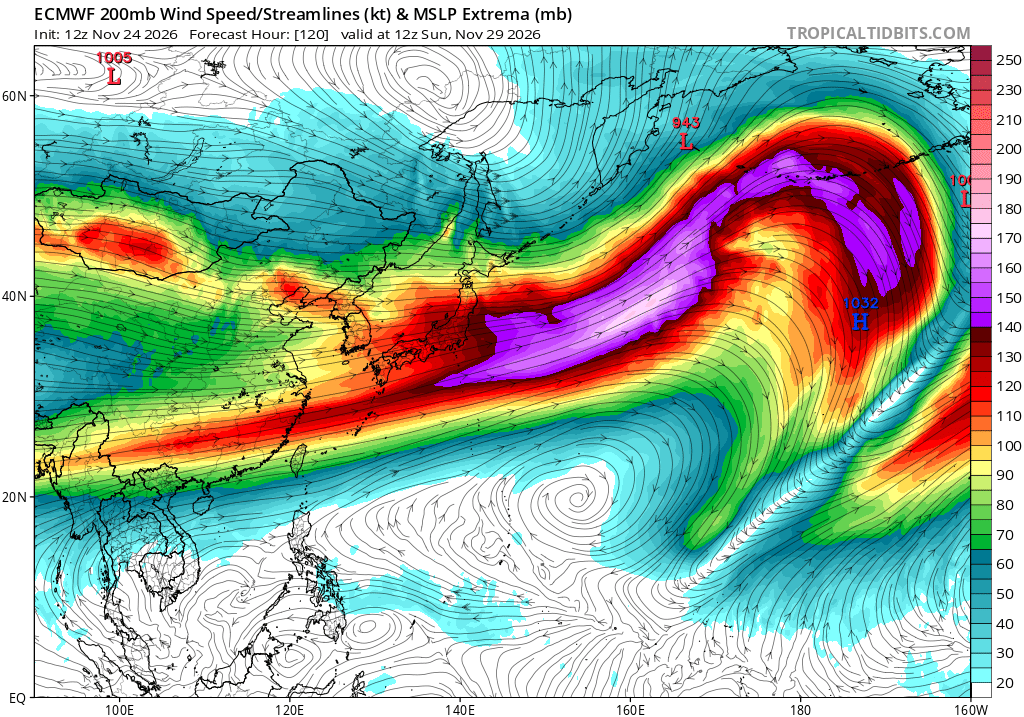 ECMWF 200mb Wind Speed/Streamlines (kt) & MSLP Extrema (mb)
Init: 12z Nov 24 2026   Forecast Hour: [120]   valid at 12z Sun, Nov 29 2026
TROPICALTIDBITS.COM
1005
L
943
L
L
1032
H
60N
40N
20N
EQ
100E
120E
140E
160E
180
160W
250
230
210
200
190
180
170
160
150
140
130
120
110
100
90
80
70
60
50
40
30
20